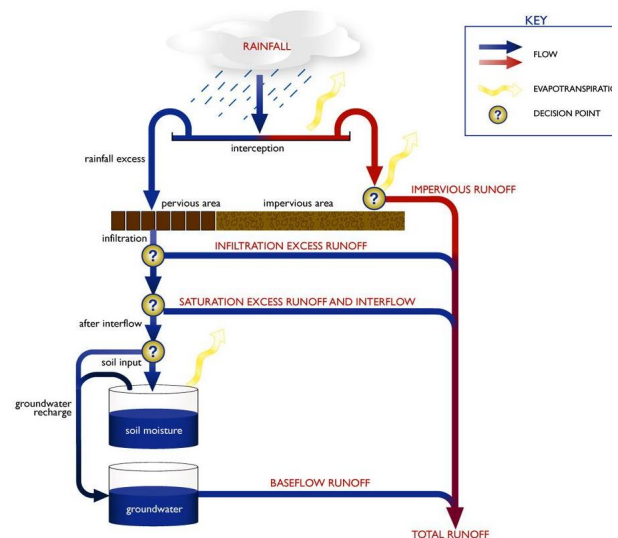 KEY
RAINFALL
FLOW
EVAPOTRANSPIRATIO
DECISION POINT
interception
rainfall excess
pervious area
impervious area
IMPERVIOUS RUNOFF
infiltration
INFILTRATION EXCESS RUNOFF
SATURATION EXCESS RUNOFF AND INTERFLOW
after interflow
soil input
groundwater
recharge
soil moisture
BASEFLOW RUNOFF
groundwater
TOTAL RUNOFF
?
?
?
?
?